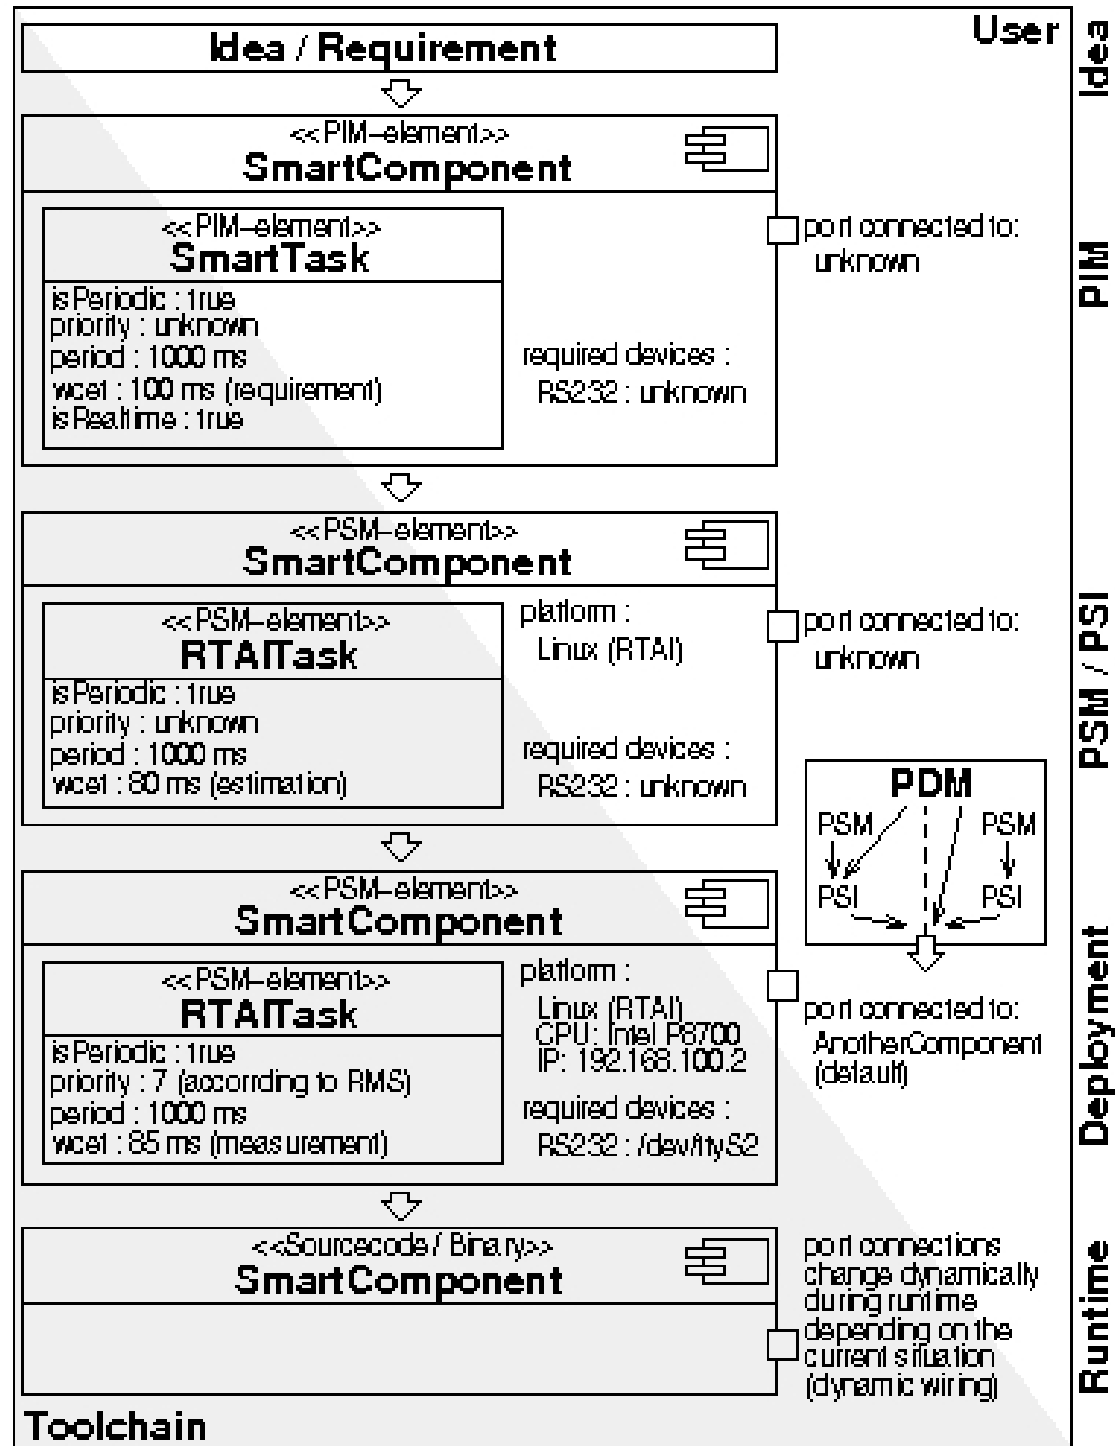 User
Idea
Idea / Requirement
<<PIM-element>>
SmartComponent
<<PIM-element>>
SmartTask
isPeriodic : true
priority : unknown
period : 1000 ms
wcet : 100 ms (requirement)
isRealtime : true
required devices :
RS232 : unknown
port connected to:
unknown
PIM
<<PSM-element>>
SmartComponent
<<PSM-element>>
RTAITask
isPeriodic : true
priority : unknown
period : 1000 ms
wcet : 80 ms (estimation)
platform :
Linux (RTAI)
required devices :
RS232 : unknown
port connected to:
unknown
PSM / PSI
PDM
PSM
PSM
PSI
PSI
<<PSM-element>>
SmartComponent
<<PSM-element>>
RTAITask
isPeriodic : true
priority : 7 (accorrding to RMS)
period : 1000 ms
wcet : 85 ms (measurement)
platform :
Linux (RTAI)
CPU: Intel P8700
IP: 192.168.100.2
required devices :
RS232 : /dev/ttyS2
port connected to:
AnotherComponent
(default)
Deployment
<<Sourcecode / Binary>>
SmartComponent
port connections
change dynamically
during runtime
depending on the
current situation
(dynamic wiring)
Runtime
Toolchain